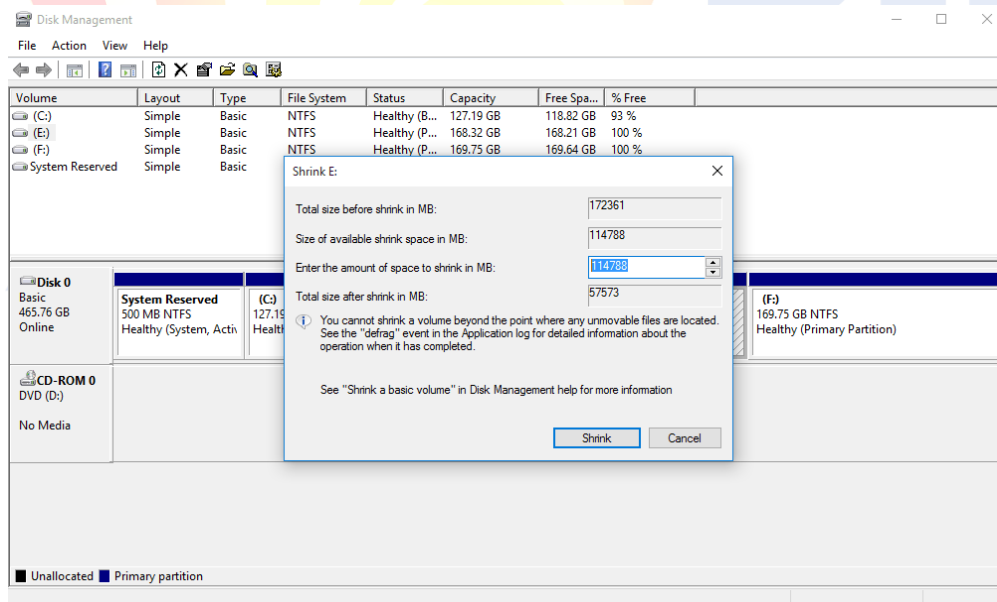 Disk Management
File Action View Help
Volume Layout Type File System Status Capacity Free Spa... % Free
(C:) Simple Basic NTFS Healthy (B... 127.19 GB 118.82 GB 93 %
(E:) Simple Basic NTFS Healthy (P... 168.32 GB 168.21 GB 100 %
(F:) Simple Basic NTFS Healthy (P... 169.75 GB 169.64 GB 100 %
System Reserved Simple Basic
Shrink E:
Total size before shrink in MB: 172361
Size of available shrink space in MB: 114788
Enter the amount of space to shrink in MB: 114788
Total size after shrink in MB: 57573
You cannot shrink a volume beyond the point where any unmovable files are located.
See the "defrag" event in the Application log for detailed information about the
operation when it has completed.
See "Shrink a basic volume" in Disk Management help for more information
Shrink Cancel
Disk 0
Basic
465.76 GB
Online
System Reserved
500 MB NTFS
Healthy (System, Activ
(C:)
127.19
Healt
(F:)
169.75 GB NTFS
Healthy (Primary Partition)
CD-ROM 0
DVD (D:)
No Media
Unallocated Primary partition